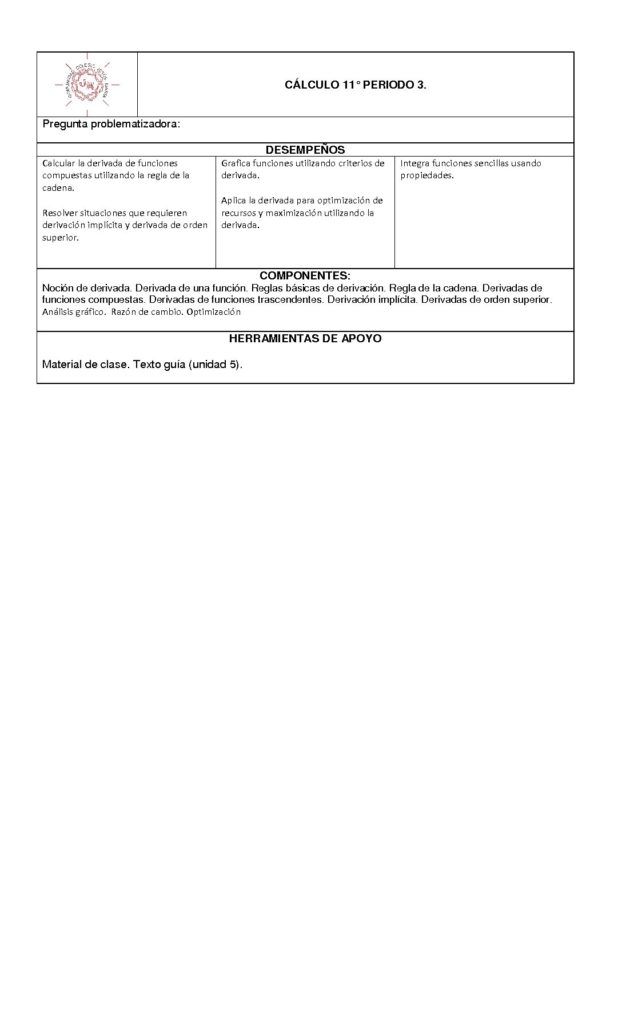 CÁLCULO 11° PERIODO 3.
Pregunta problematizadora:
DESEMPEÑOS
Calcular la derivada de funciones
compuestas utilizando la regla de la
cadena.
Resolver situaciones que requieren
derivación implícita y derivada de orden
superior.
Grafica funciones utilizando criterios de
derivada.
Aplica la derivada para optimización de
recursos y maximización utilizando la
derivada.
Integra funciones sencillas usando
propiedades.
COMPONENTES:
Noción de derivada. Derivada de una función. Reglas básicas de derivación. Regla de la cadena. Derivadas de
funciones compuestas. Derivadas de funciones trascendentes. Derivación implícita. Derivadas de orden superior.
Análisis gráfico. Razón de cambio. Optimización
HERRAMIENTAS DE APOYO
Material de clase. Texto guía (unidad 5).